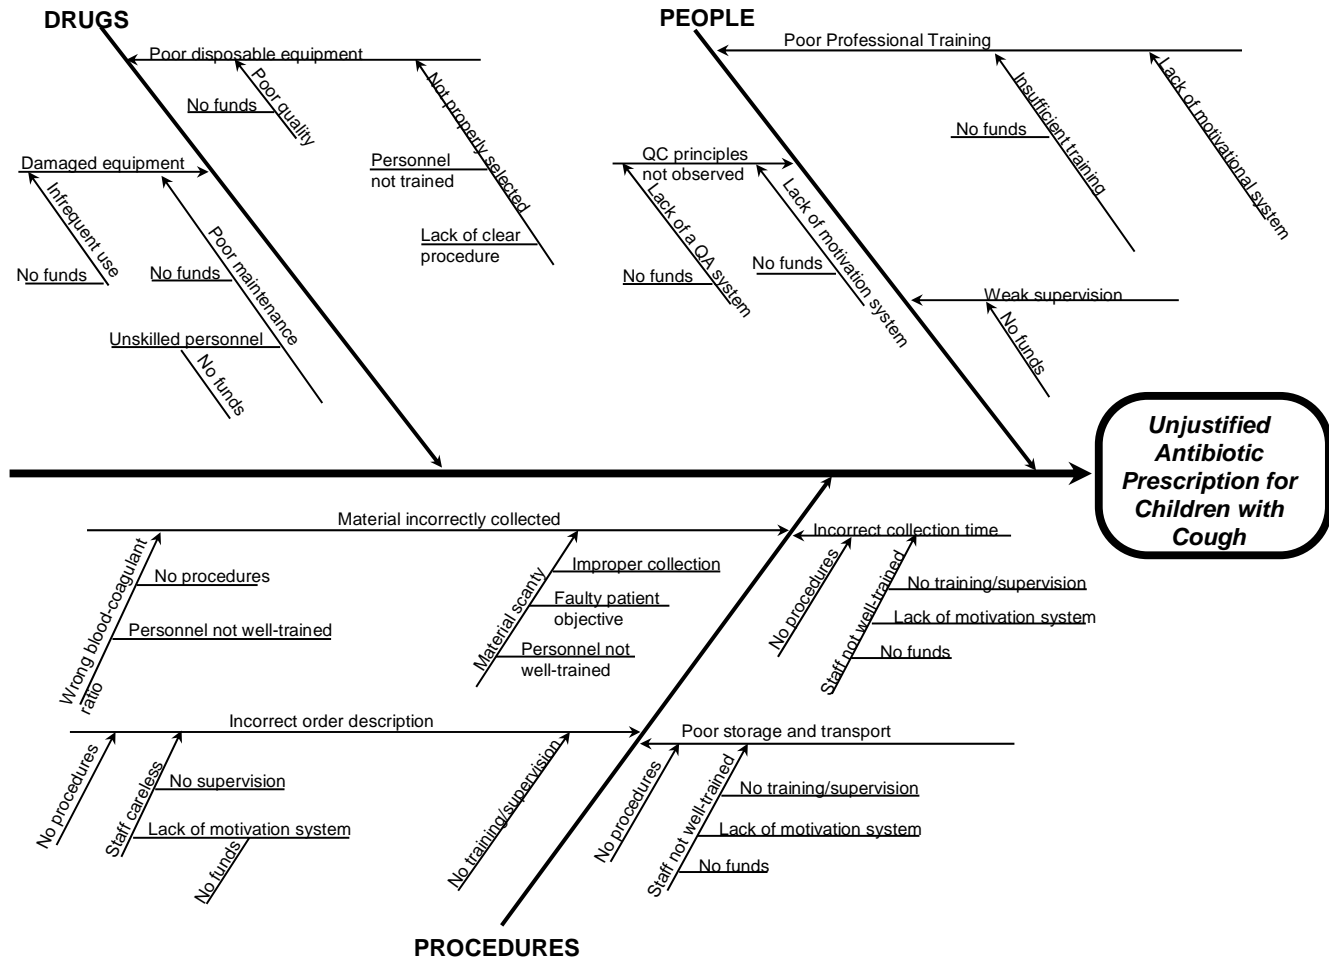 DRUGS
Poor disposable equipment
No funds
Poor quality
Not properly selected
Personnel
not trained
Lack of clear
procedure
Damaged equipment
Infrequent use
No funds
Poor maintenance
No funds
Unskilled personnel
No funds
PEOPLE
Poor Professional Training
Insufficient training
No funds
Lack of motivational system
QC principles
not observed
Lack of a QA system
No funds
Lack of motivation system
No funds
Weak supervision
No funds
Unjustified
Antibiotic
Prescription for
Children with
Cough
Material incorrectly collected
Wrong blood-coagulant
ratio
No procedures
Personnel not well-trained
Material scanty
Improper collection
Faulty patient
objective
Personnel not
well-trained
Incorrect collection time
No procedures
Staff not well-trained
No training/supervision
Lack of motivation system
No funds
Incorrect order description
No procedures
Staff careless
No supervision
Lack of motivation system
No funds
No training/supervision
Poor storage and transport
No procedures
Staff not well-trained
No training/supervision
Lack of motivation system
No funds
PROCEDURES